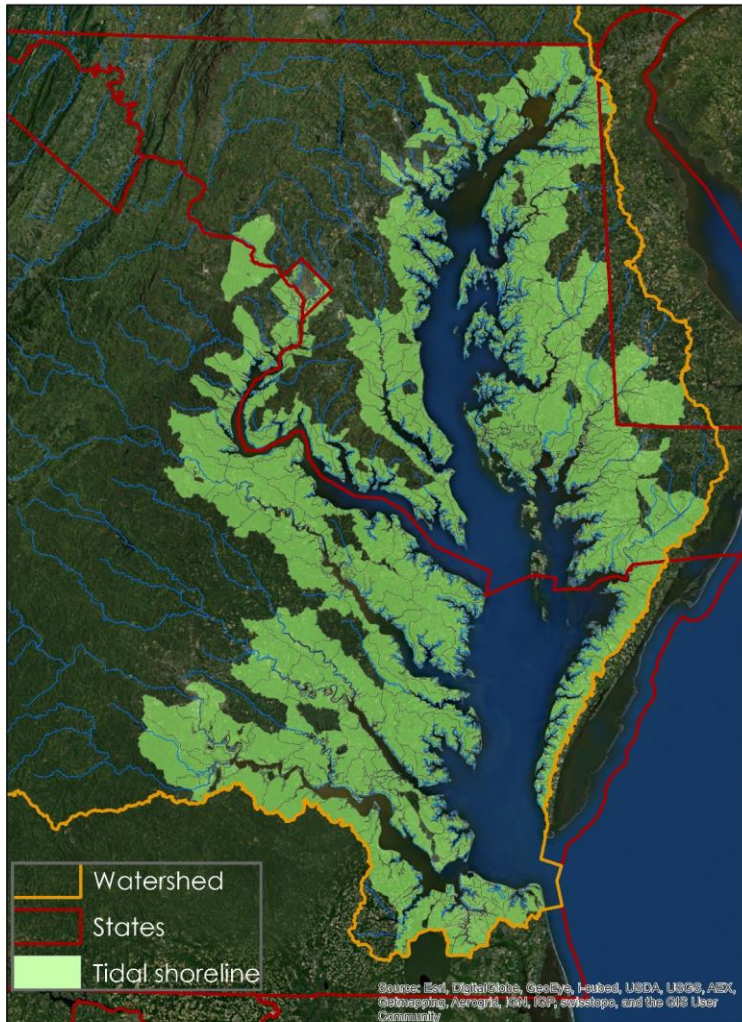 Watershed
States
Tidal shoreline
Source: Esri, DigitalGlobe, GeoEye, i-cubed, USDA, USGS, AEX,
Getmapping, Aerogrid, IGN, IGP, swisstopo, and the GIS User
Community